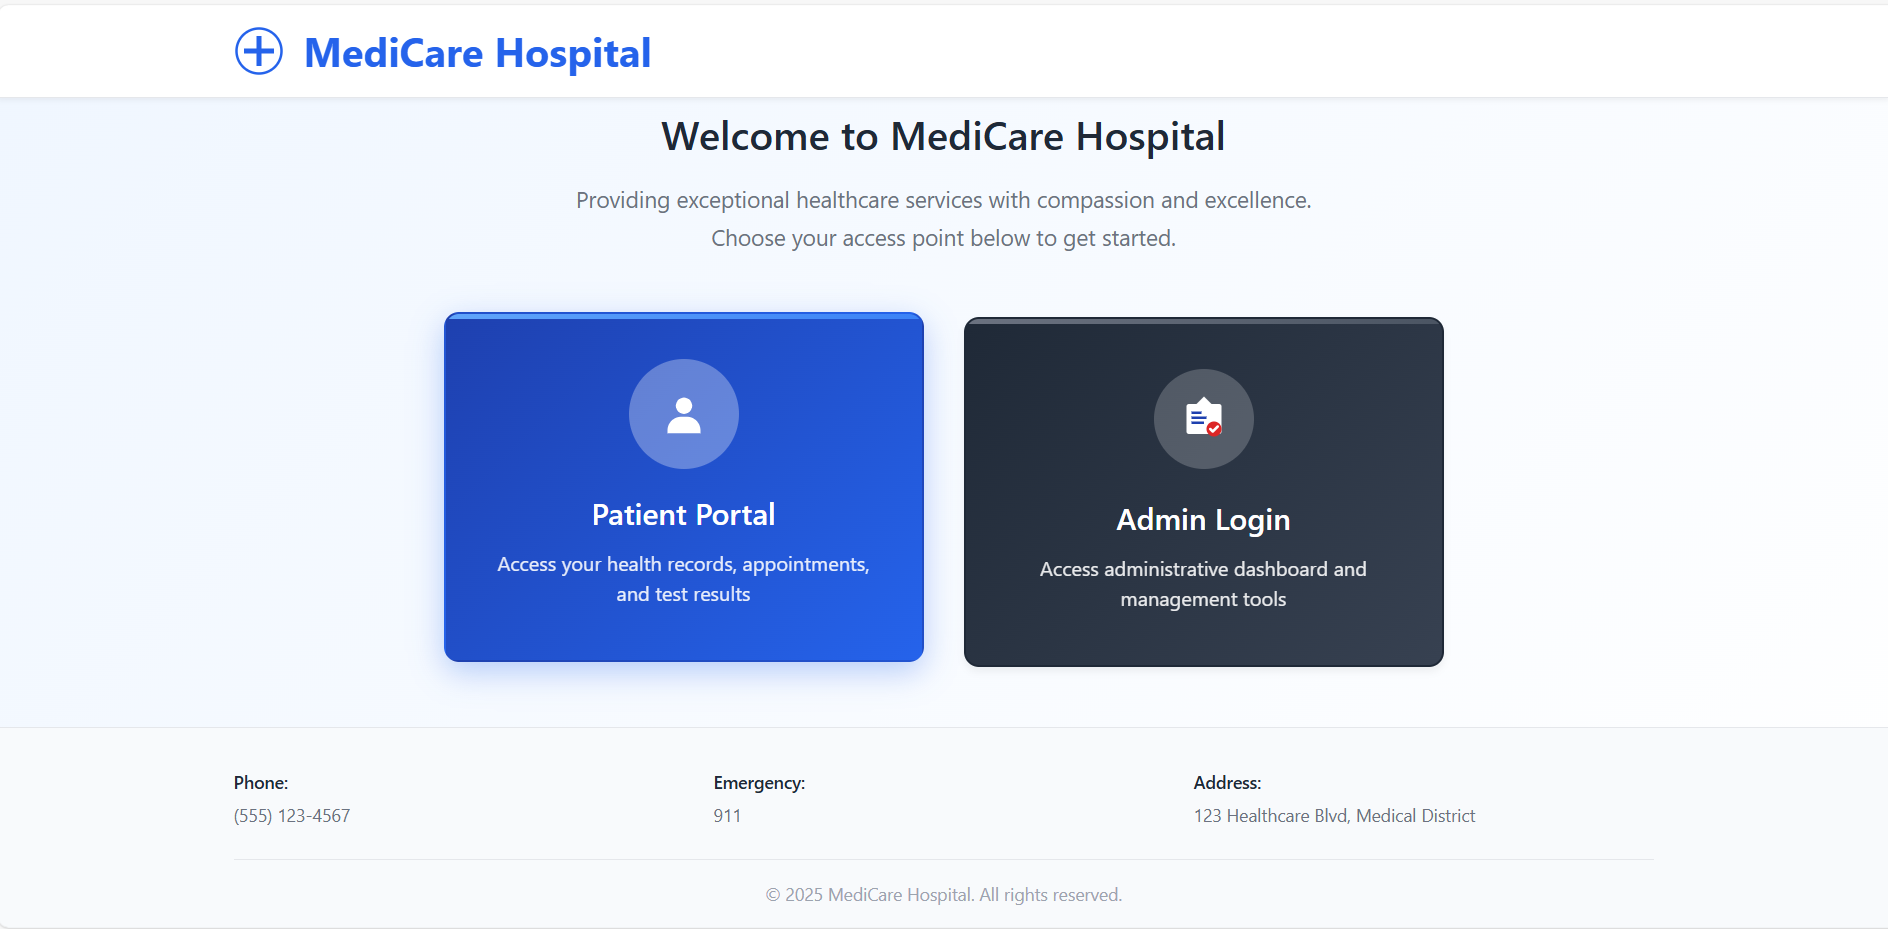 MediCare Hospital
Welcome to MediCare Hospital
Providing exceptional healthcare services with compassion and excellence.
Choose your access point below to get started.
Patient Portal
Access your health records, appointments,
and test results
Admin Login
Access administrative dashboard and
management tools
Phone:
(555) 123-4567
Emergency:
911
Address:
123 Healthcare Blvd, Medical District
© 2025 MediCare Hospital. All rights reserved.